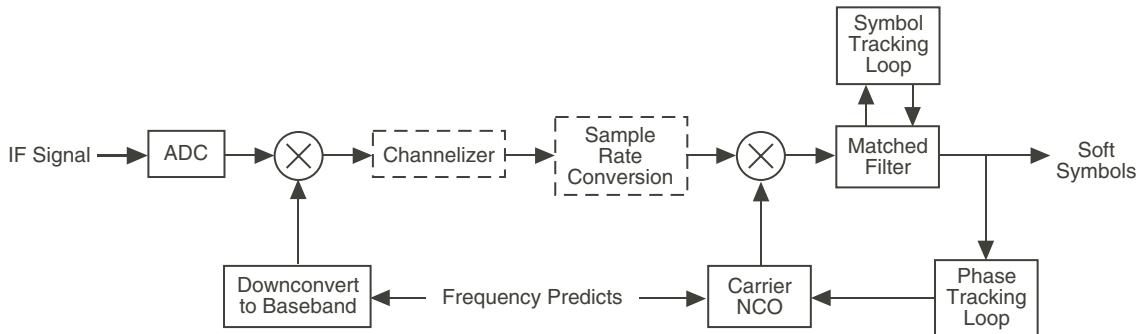 Symbol
Tracking
Loop
IF Signal
ADC
Channelizer
Sample
Rate
Conversion
Matched
Filter
Soft
Symbols
Downconvert
to Baseband
Frequency Predicts
Carrier
NCO
Phase
Tracking
Loop